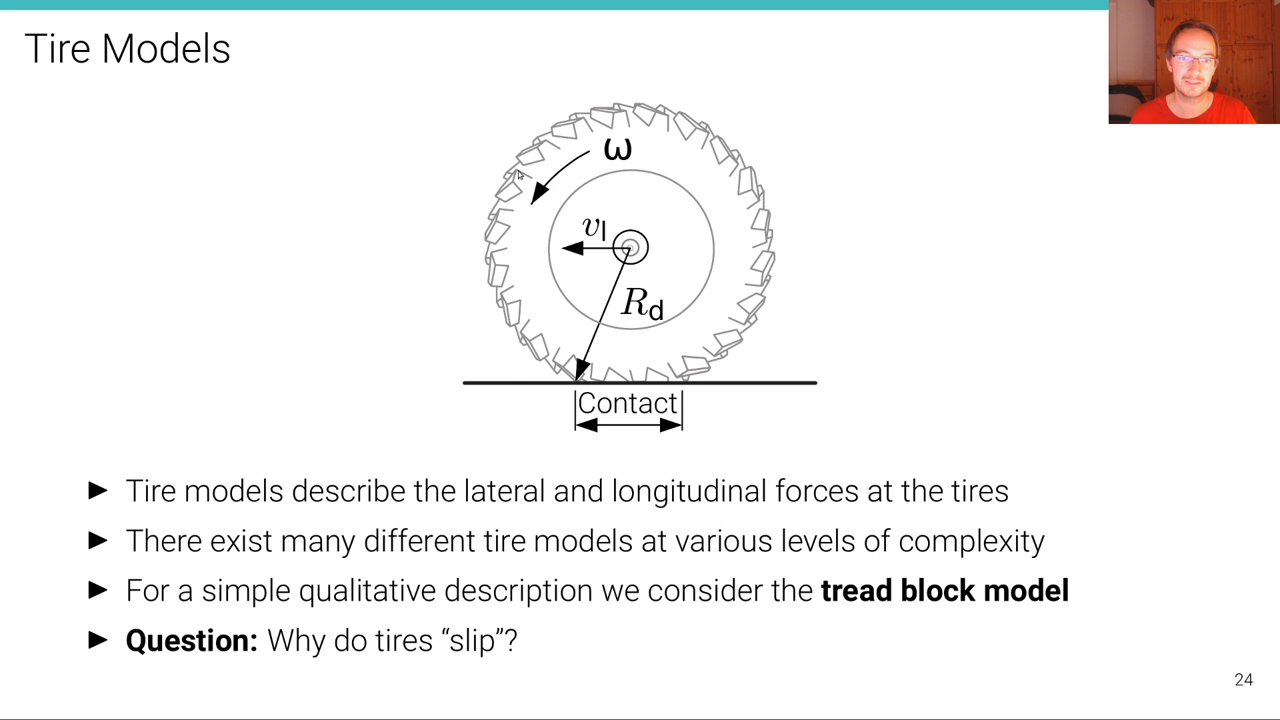 Tire Models
ω
vl
Rd
Contact
► Tire models describe the lateral and longitudinal forces at the tires
► There exist many different tire models at various levels of complexity
► For a simple qualitative description we consider the tread block model
► Question: Why do tires “slip”?
24